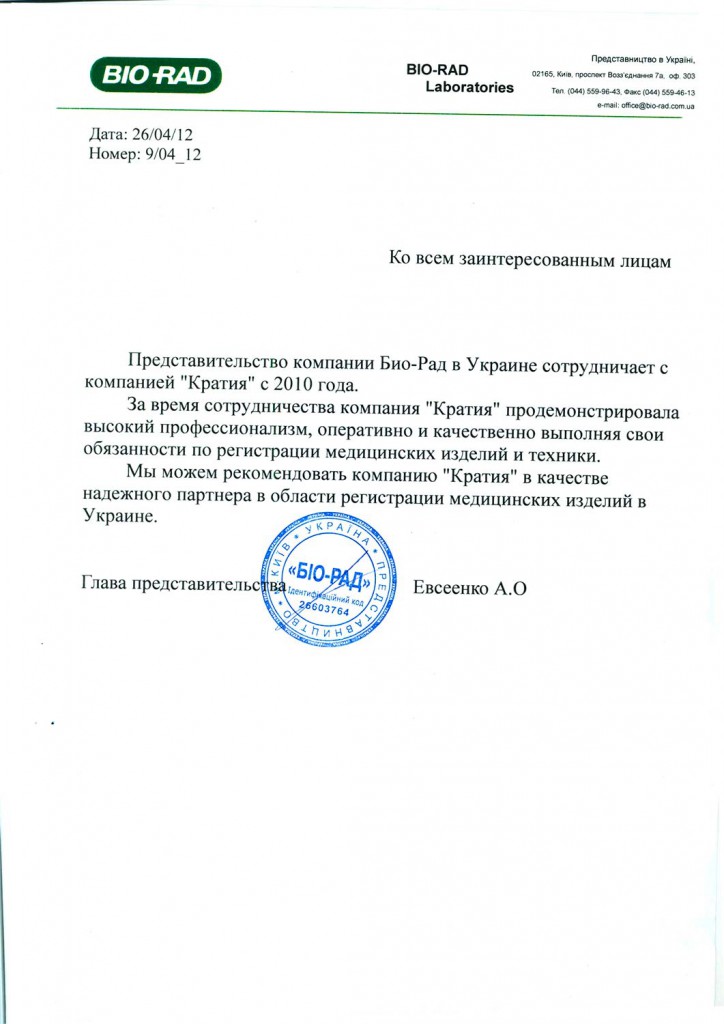 BIO-RAD
BIO-RAD
Laboratories
Представництво в Україні,
02165, Київ, проспект Возз'єднання 7а, оф. 303
Тел. (044) 559-96-43, Факс (044) 559-46-13
e-mail: office@bio-rad.com.ua
Дата: 26/04/12
Номер: 9/04_12
Ко всем заинтересованным лицам
Представительство компании Био-Рад в Украине сотрудничает с
компанией "Кратия" с 2010 года.
За время сотрудничества компания "Кратия" продемонстрировала
высокий профессионализм, оперативно и качественно выполняя свои
обязанности по регистрации медицинских изделий и техники.
Мы можем рекомендовать компанию "Кратия" в качестве
надежного партнера в области регистрации медицинских изделий в
Украине.
Глава представительства
Евсеенко А.О
УКРАЇНА * ПРЕДСТАВНИЦТВО * КИЇВ
«БІО-РАД»
Ідентифікаційний код
26603764